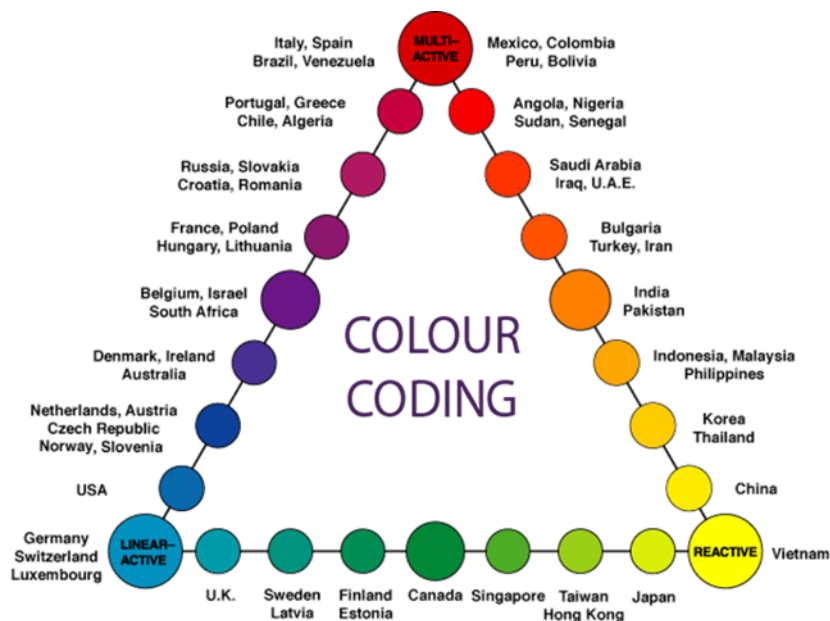 Italy, Spain
Brazil, Venezuela
MULTI-
ACTIVE
Mexico, Colombia
Peru, Bolivia
Portugal, Greece
Chile, Algeria
Angola, Nigeria
Sudan, Senegal
Russia, Slovakia
Croatia, Romania
Saudi Arabia
Iraq, U.A.E.
France, Poland
Hungary, Lithuania
Bulgaria
Turkey, Iran
Belgium, Israel
South Africa
India
Pakistan
COLOUR
CODING
Denmark, Ireland
Australia
Indonesia, Malaysia
Philippines
Netherlands, Austria
Czech Republic
Norway, Slovenia
Korea
Thailand
USA
China
Germany
Switzerland
Luxembourg
LINEAR-
ACTIVE
REACTIVE
Vietnam
U.K.
Sweden
Latvia
Finland
Estonia
Canada
Singapore
Taiwan
Hong Kong
Japan